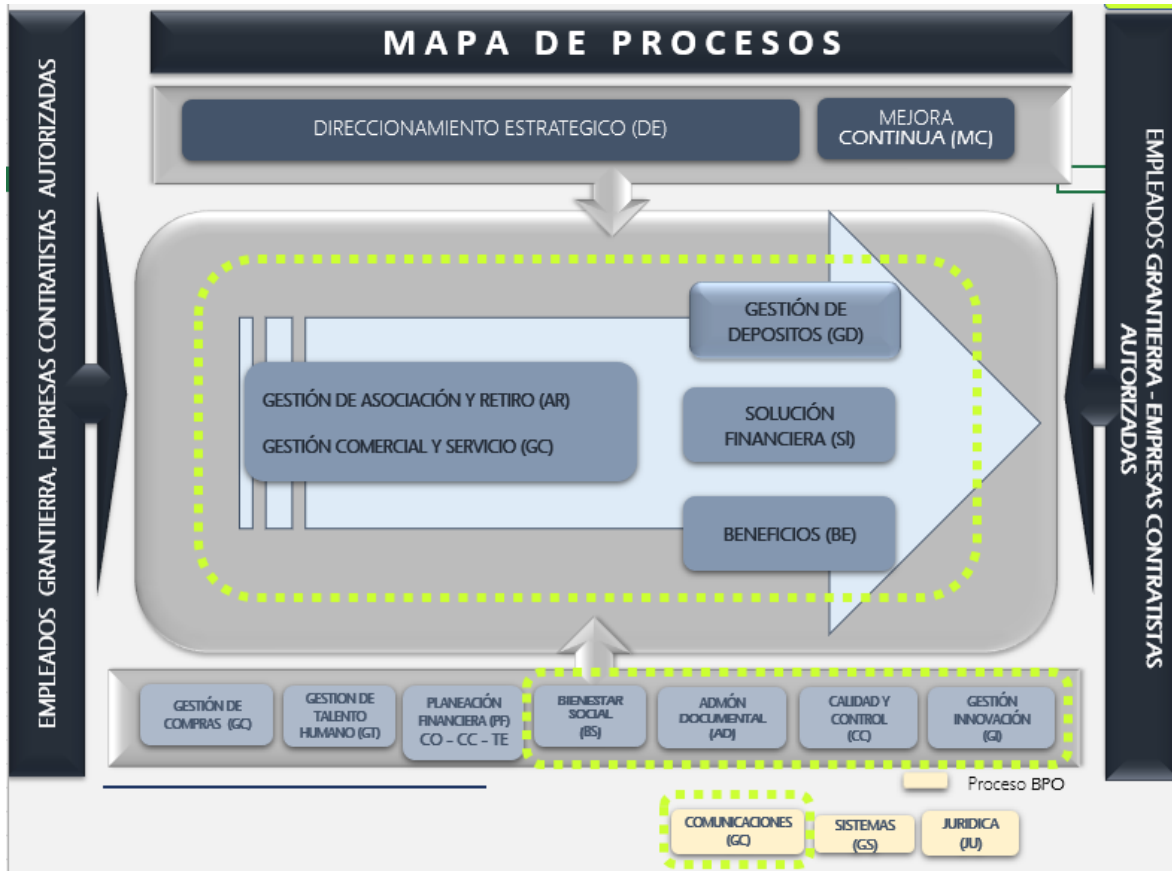 MAPA DE PROCESOS
EMPLEADOS GRANTIERRA, EMPRESAS CONTRATISTAS AUTORIZADAS
DIRECCIONAMIENTO ESTRATEGICO (DE)
MEJORA
CONTINUA (MC)
GESTIÓN DE ASOCIACIÓN Y RETIRO (AR)
GESTIÓN COMERCIAL Y SERVICIO (GC)
GESTIÓN DE
DEPOSITOS (GD)
SOLUCIÓN
FINANCIERA (SÍ)
BENEFICIOS (BE)
EMPLEADOS GRANTIERRA - EMPRESAS CONTRATISTAS
AUTORIZADAS
GESTIÓN DE
COMPRAS (GC)
GESTION DE
TALENTO
HUMANO (GT)
PLANEACIÓN
FINANCIERA (PF)
CO – CC – TE
BIENESTAR
SOCIAL
(BS)
ADMÓN
DOCUMENTAL
(AD)
CALIDAD Y
CONTROL
(CC)
GESTIÓN
INNOVACIÓN
(GI)
Proceso BPO
COMUNICACIONES
(GC)
SISTEMAS
(GS)
JURIDICA
(JU)